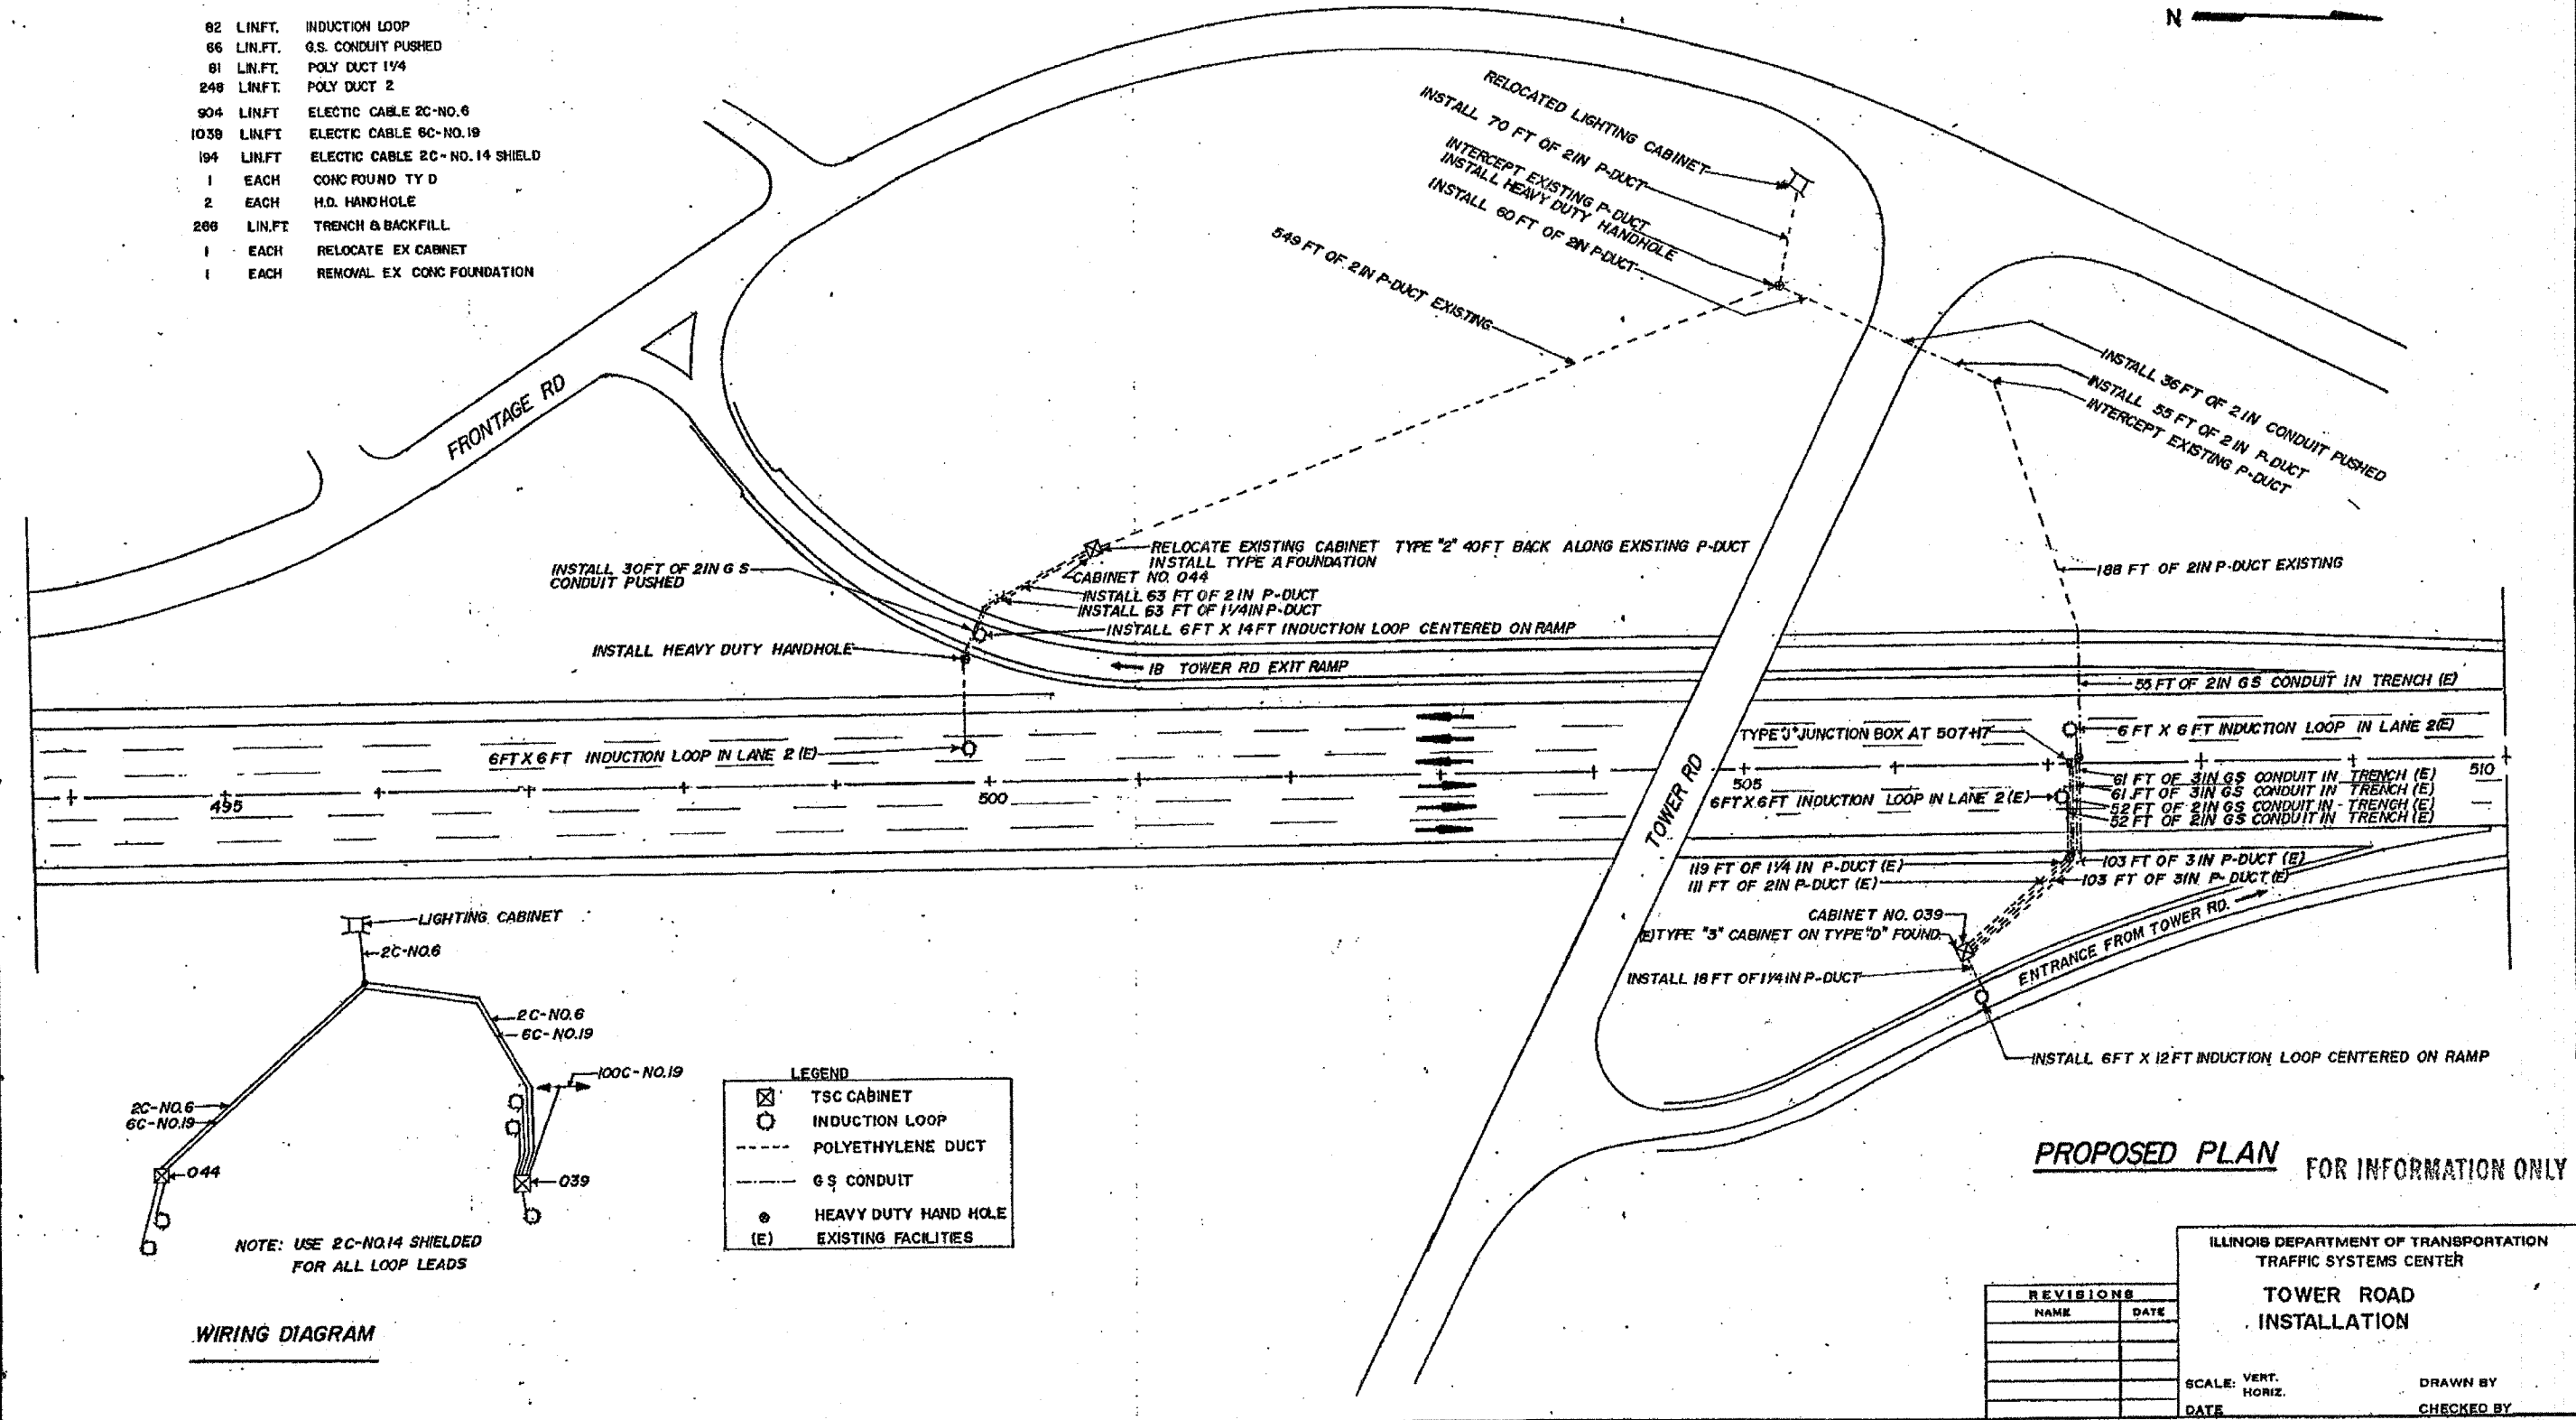 82 LIN.FT. INDUCTION LOOP
66 LIN.FT. G.S. CONDUIT PUSHED
81 LIN.FT. POLY DUCT 1 1/4
248 LIN.FT. POLY DUCT 2
904 LIN.FT ELECTIC CABLE 2C-NO.6
1039 LIN.FT ELECTIC CABLE 6C-NO.19
194 LIN.FT ELECTIC CABLE 2C-NO.14 SHIELD
1 EACH CONC FOUND TY D
2 EACH H.D. HANDHOLE
266 LIN.FT TRENCH & BACKFILL
1 EACH RELOCATE EX CABINET
1 EACH REMOVAL EX CONC FOUNDATION
N
RELOCATED LIGHTING CABINET
INSTALL 70 FT OF 2IN P-DUCT
INTERCEPT EXISTING P-DUCT
INSTALL HEAVY DUTY HANDHOLE
INSTALL 60 FT OF 2IN P-DUCT
549 FT OF 2IN P-DUCT EXISTING
INSTALL 36FT OF 2IN CONDUIT PUSHED
INSTALL 55 FT OF 2 IN P-DUCT
INTERCEPT EXISTING P-DUCT
FRONTAGE RD
188 FT OF 2IN P-DUCT EXISTING
RELOCATE EXISTING CABINET TYPE "2" 40FT BACK ALONG EXISTING P-DUCT
INSTALL TYPE A FOUNDATION
CABINET NO. 044
INSTALL 63 FT OF 2 IN P-DUCT
INSTALL 63 FT OF 1 1/4 IN P-DUCT
INSTALL 30FT OF 2IN G S
CONDUIT PUSHED
INSTALL 6FT X 14FT INDUCTION LOOP CENTERED ON RAMP
INSTALL HEAVY DUTY HANDHOLE
IB TOWER RD EXIT RAMP
55 FT OF 2IN GS CONDUIT IN TRENCH (E)
TYPE "J" JUNCTION BOX AT 507+17
6 FT X 6 FT INDUCTION LOOP IN LANE 2(E)
6FT X 6FT INDUCTION LOOP IN LANE 2 (E)
495
500
505
510
TOWER RD
61 FT OF 3IN GS CONDUIT IN TRENCH (E)
61 FT OF 3IN GS CONDUIT IN TRENCH (E)
6FT X 6FT INDUCTION LOOP IN LANE 2 (E)
52 FT OF 2IN GS CONDUIT IN - TRENCH (E)
52 FT OF 2IN GS CONDUIT IN TRENCH (E)
119 FT OF 1 1/4 IN P-DUCT (E)
111 FT OF 2IN P-DUCT (E)
103 FT OF 3IN P-DUCT (E)
103 FT OF 3IN P-DUCT (E)
CABINET NO. 039
(E) TYPE "3" CABINET ON TYPE "D" FOUND
INSTALL 18 FT OF 1 1/4 IN P-DUCT
ENTRANCE FROM TOWER RD.
INSTALL 6FT X 12FT INDUCTION LOOP CENTERED ON RAMP
LIGHTING CABINET
2C-NO.6
2C-NO.6
6C-NO.19
100C-NO.19
2C-NO.6
6C-NO.19
044
039
NOTE: USE 2C-NO.14 SHIELDED
FOR ALL LOOP LEADS
WIRING DIAGRAM
LEGEND
TSC CABINET
INDUCTION LOOP
POLYETHYLENE DUCT
G S CONDUIT
HEAVY DUTY HAND HOLE
(E) EXISTING FACILITIES
PROPOSED PLAN
FOR INFORMATION ONLY
REVISIONS
NAME DATE
ILLINOIS DEPARTMENT OF TRANSPORTATION
TRAFFIC SYSTEMS CENTER
TOWER ROAD
INSTALLATION
SCALE: VERT.
HORIZ.
DATE
DRAWN BY
CHECKED BY